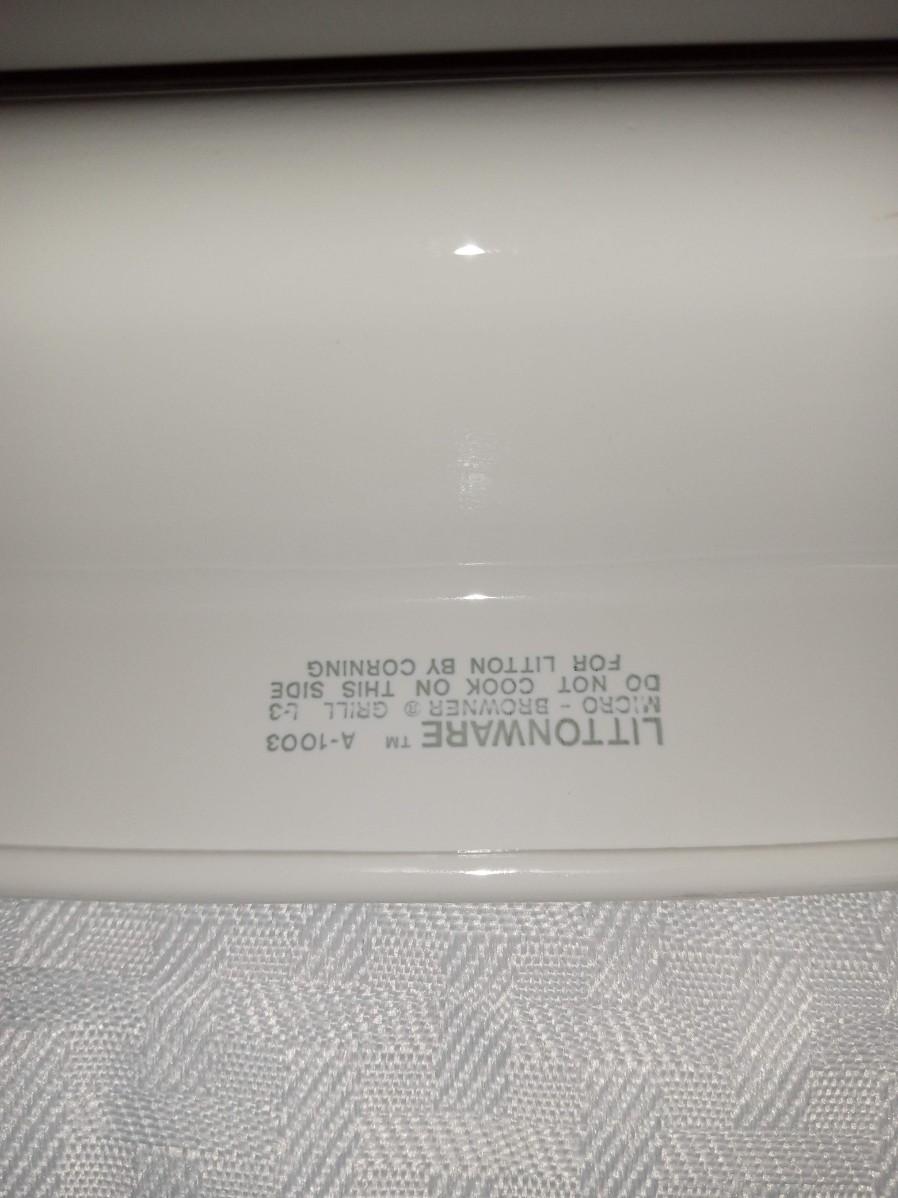 LITTONWARE ™ A-1003
MICRO - BROWNER ® GRILL L-3
DO NOT COOK ON THIS SIDE
FOR LITTON BY CORNING